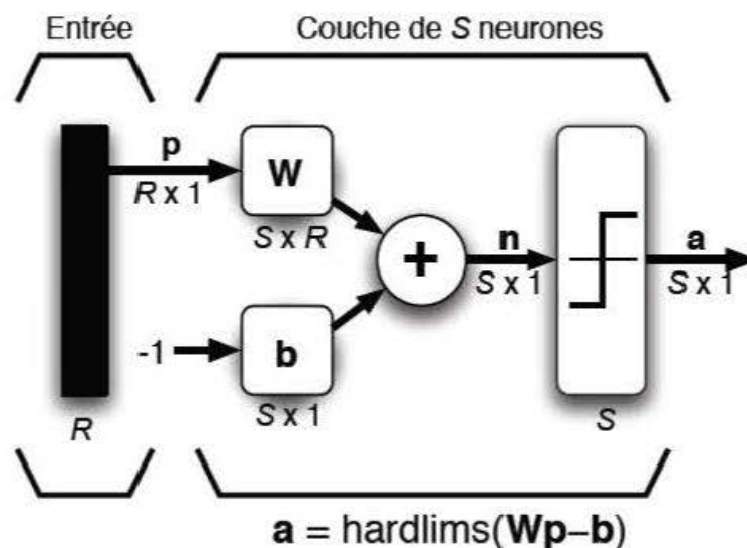 Entrée
Couche de S neurones
p
R x 1
W
S x R
+
n
S x 1
a
S x 1
-1
b
S x 1
R
S
a = hardlims(Wp–b)